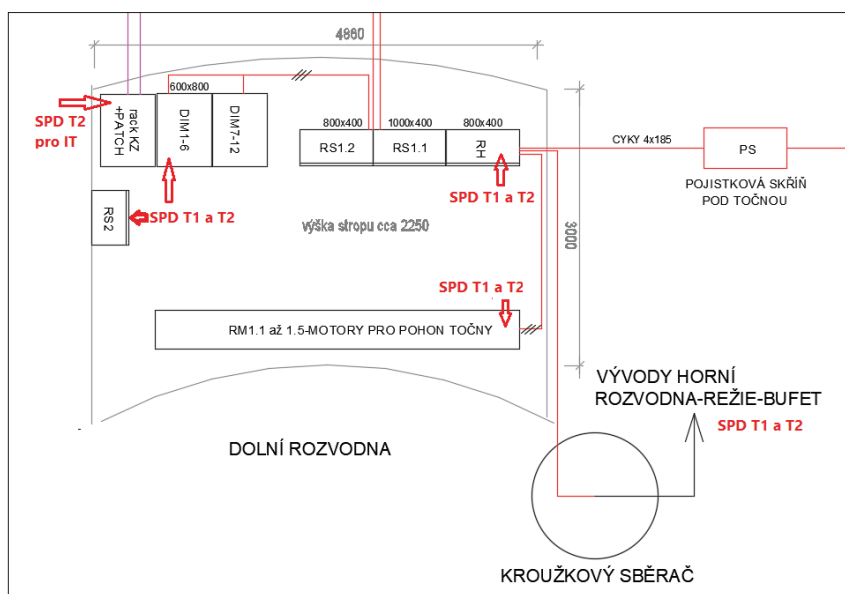 4860
600x800
SPD T2
pro IT
rack KZ
+PATCH
DIM1-6
DIM7-12
800x400
1000x400
800x400
RS1.2
RS1.1
RH
CYKY 4x185
PS
POJISTKOVÁ SKŘÍŇ
POD TOČNOU
SPD T1 a T2
RS2
SPD T1 a T2
výška stropu cca 2250
3000
SPD T1 a T2
RM1.1 až 1.5-MOTORY PRO POHON TOČNY
VÝVODY HORNÍ
ROZVODNA-REŽIE-BUFET
SPD T1 a T2
DOLNÍ ROZVODNA
KROUŽKOVÝ SBĚRAČ